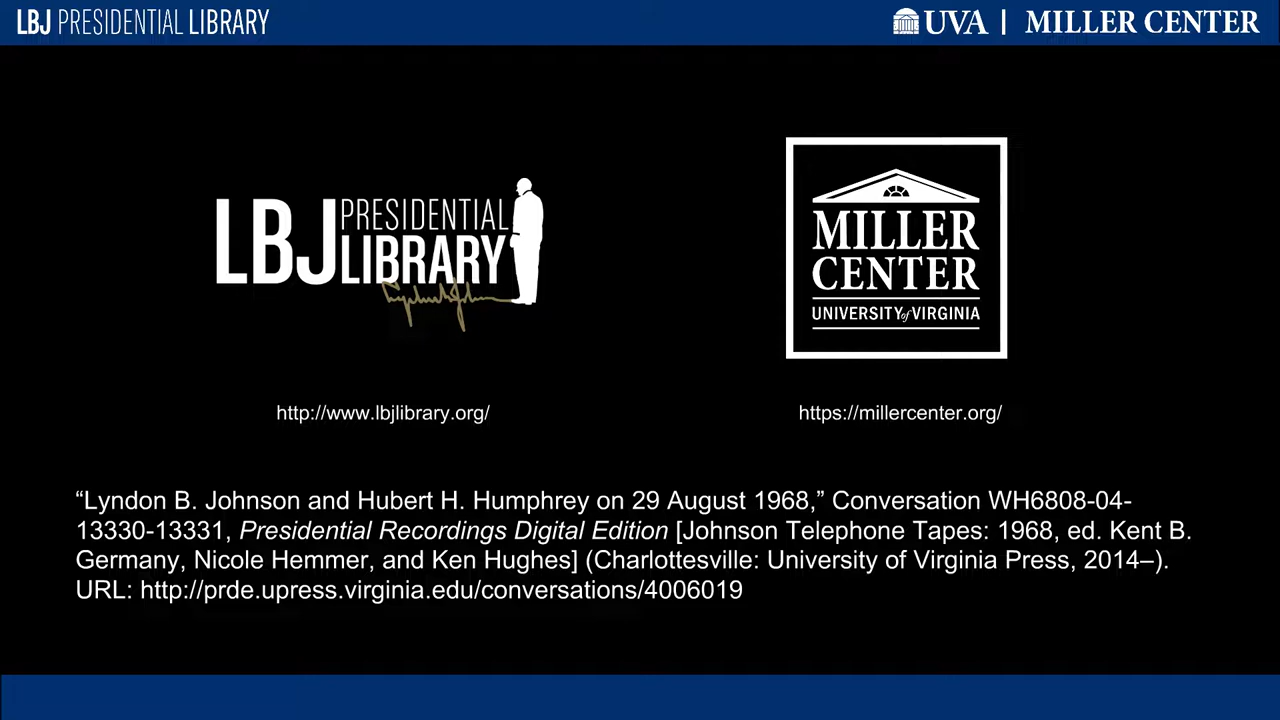 LBJ PRESIDENTIAL LIBRARY
UVA | MILLER CENTER
LBJ PRESIDENTIAL LIBRARY
Lyndon B. Johnson
MILLER
CENTER
UNIVERSITY of VIRGINIA
http://www.lbjlibrary.org/
https://millercenter.org/
“Lyndon B. Johnson and Hubert H. Humphrey on 29 August 1968,” Conversation WH6808-04-
13330-13331, Presidential Recordings Digital Edition [Johnson Telephone Tapes: 1968, ed. Kent B.
Germany, Nicole Hemmer, and Ken Hughes] (Charlottesville: University of Virginia Press, 2014–).
URL: http://prde.upress.virginia.edu/conversations/4006019